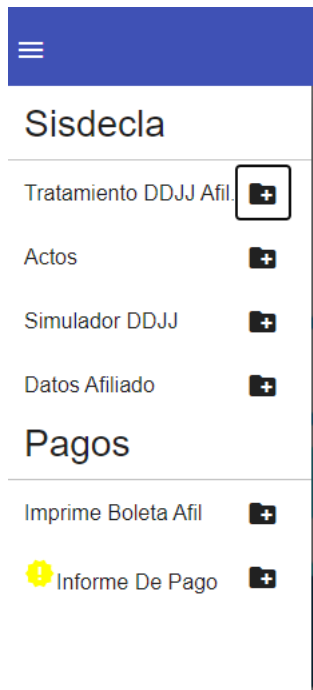 Sisdecla
Tratamiento DDJJ Afil.
Actos
Simulador DDJJ
Datos Afiliado
Pagos
Imprime Boleta Afil
Informe De Pago